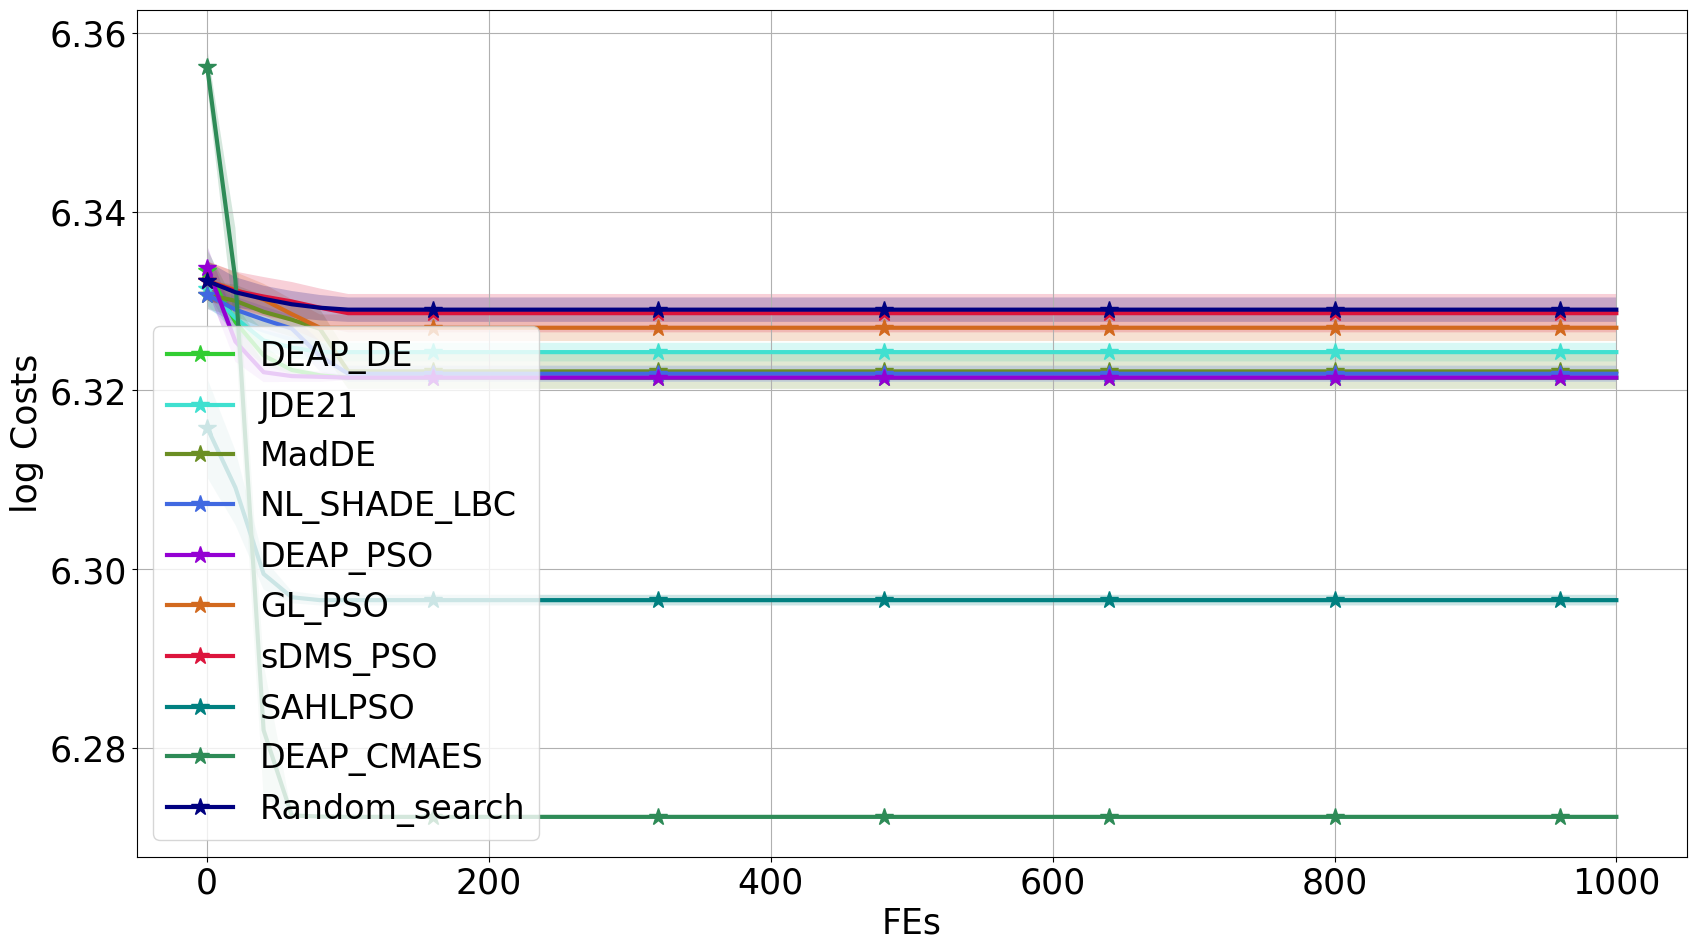 6.36
6.34
6.32
6.30
6.28
log Costs
DEAP_DE
JDE21
MadDE
NL_SHADE_LBC
DEAP_PSO
GL_PSO
sDMS_PSO
SAHLPSO
DEAP_CMAES
Random_search
0 200 400 600 800 1000
FEs